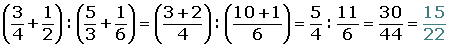 (3/4 + 1/2) : (5/3 + 1/6) = (3+2/4) : (10+1/6) = 5/4 : 11/6 = 30/44 = 15/22